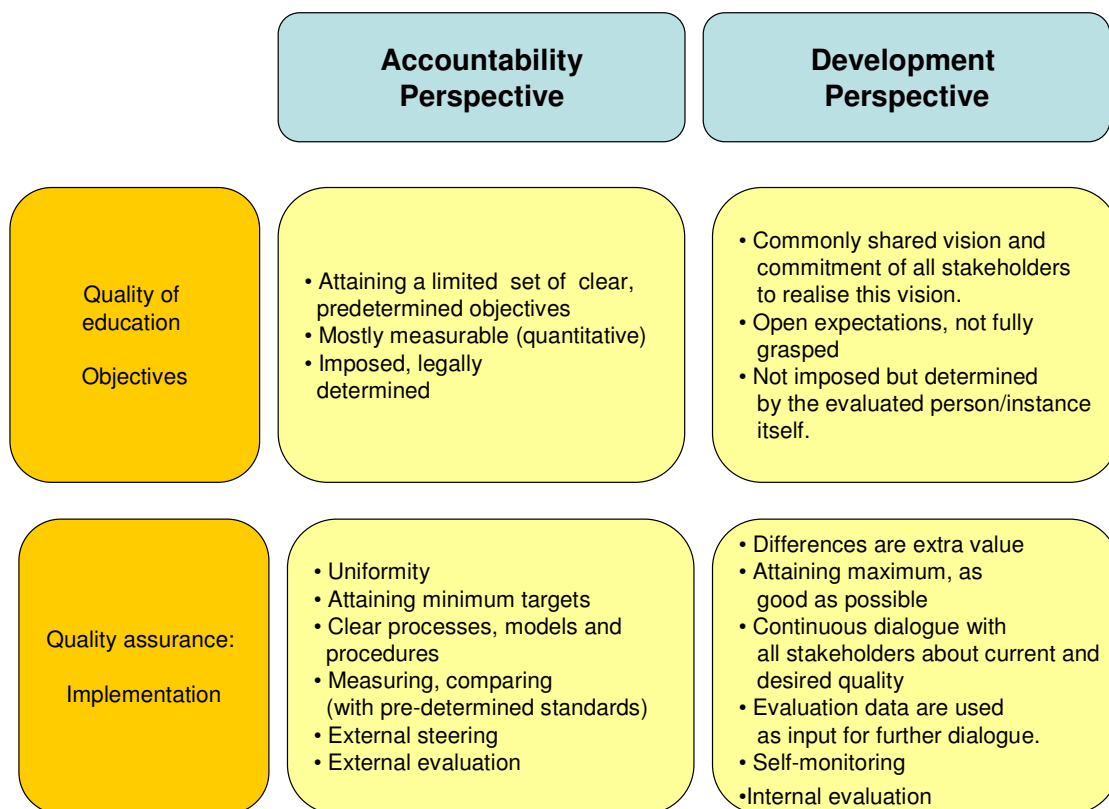 Accountability
Perspective
Development
Perspective
Quality of
education
Objectives
• Attaining a limited set of clear,
predetermined objectives
• Mostly measurable (quantitative)
• Imposed, legally
determined
• Commonly shared vision and
commitment of all stakeholders
to realise this vision.
• Open expectations, not fully
grasped
• Not imposed but determined
by the evaluated person/instance
itself.
Quality assurance:
Implementation
• Uniformity
• Attaining minimum targets
• Clear processes, models and
procedures
• Measuring, comparing
(with pre-determined standards)
• External steering
• External evaluation
• Differences are extra value
• Attaining maximum, as
good as possible
• Continuous dialogue with
all stakeholders about current and
desired quality
• Evaluation data are used
as input for further dialogue.
• Self-monitoring
•Internal evaluation